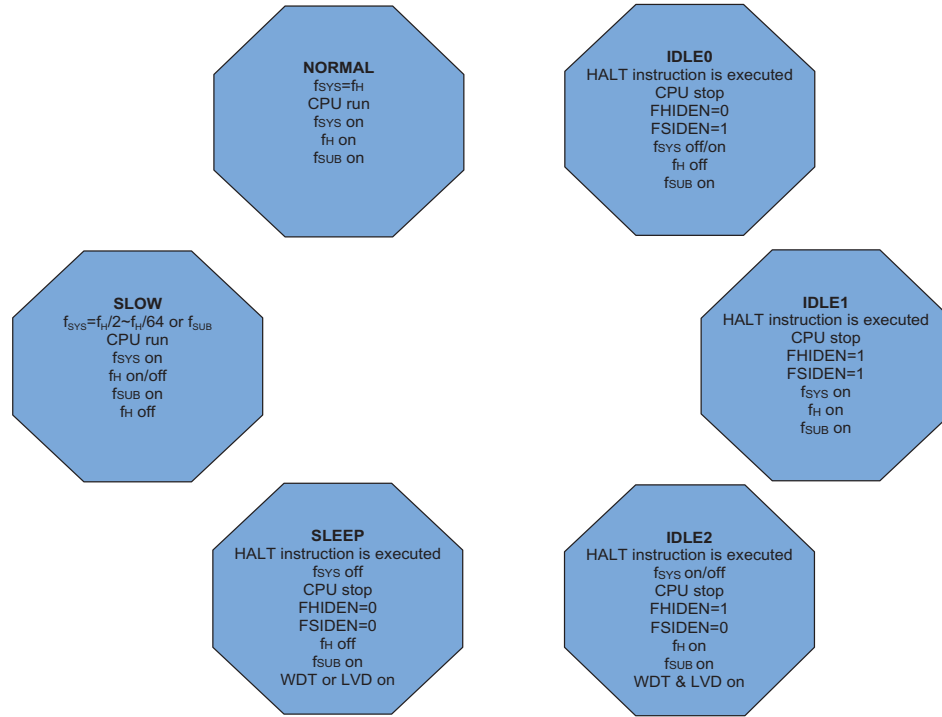 NORMAL
fSYS=fH
CPU run
fSYS on
fH on
fSUB on
IDLE0
HALT instruction is executed
CPU stop
FHIDEN=0
FSIDEN=1
fSYS off/on
fH off
fSUB on
SLOW
fSYS=fH/2~fH/64 or fSUB
CPU run
fSYS on
fH on/off
fSUB on
fH off
IDLE1
HALT instruction is executed
CPU stop
FHIDEN=1
FSIDEN=1
fSYS on
fH on
fSUB on
SLEEP
HALT instruction is executed
fSYS off
CPU stop
FHIDEN=0
FSIDEN=0
fH off
fSUB on
WDT or LVD on
IDLE2
HALT instruction is executed
fSYS on/off
CPU stop
FHIDEN=1
FSIDEN=0
fH on
fSUB on
WDT & LVD on